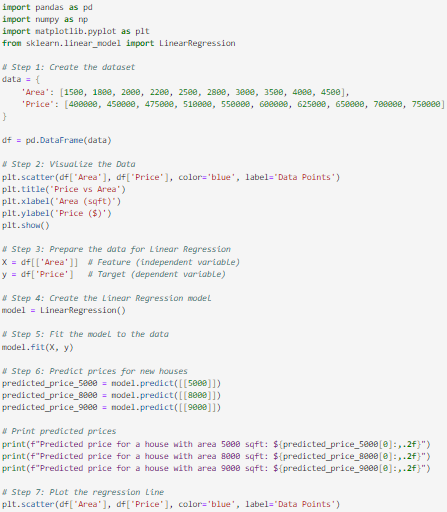 import pandas as pd
import numpy as np
import matplotlib.pyplot as plt
from sklearn.linear_model import LinearRegression
# Step 1: Create the dataset
data = {
'Area': [1500, 1800, 2000, 2200, 2500, 2800, 3000, 3500, 4000, 4500],
'Price': [400000, 450000, 475000, 510000, 550000, 600000, 625000, 650000, 700000, 750000]
}
df = pd.DataFrame(data)
# Step 2: Visualize the Data
plt.scatter(df['Area'], df['Price'], color='blue', label='Data Points')
plt.title('Price vs Area')
plt.xlabel('Area (sqft)')
plt.ylabel('Price ($)')
plt.show()
# Step 3: Prepare the data for Linear Regression
X = df[['Area']]  # Feature (independent variable)
y = df['Price']  # Target (dependent variable)
# Step 4: Create the Linear Regression model
model = LinearRegression()
# Step 5: Fit the model to the data
model.fit(X, y)
# Step 6: Predict prices for new houses
predicted_price_5000 = model.predict([[5000]])
predicted_price_8000 = model.predict([[8000]])
predicted_price_9000 = model.predict([[9000]])
# Print predicted prices
print(f"Predicted price for a house with area 5000 sqft: ${predicted_price_5000[0]:,.2f}")
print(f"Predicted price for a house with area 8000 sqft: ${predicted_price_8000[0]:,.2f}")
print(f"Predicted price for a house with area 9000 sqft: ${predicted_price_9000[0]:,.2f}")
# Step 7: Plot the regression line
plt.scatter(df['Area'], df['Price'], color='blue', label='Data Points')